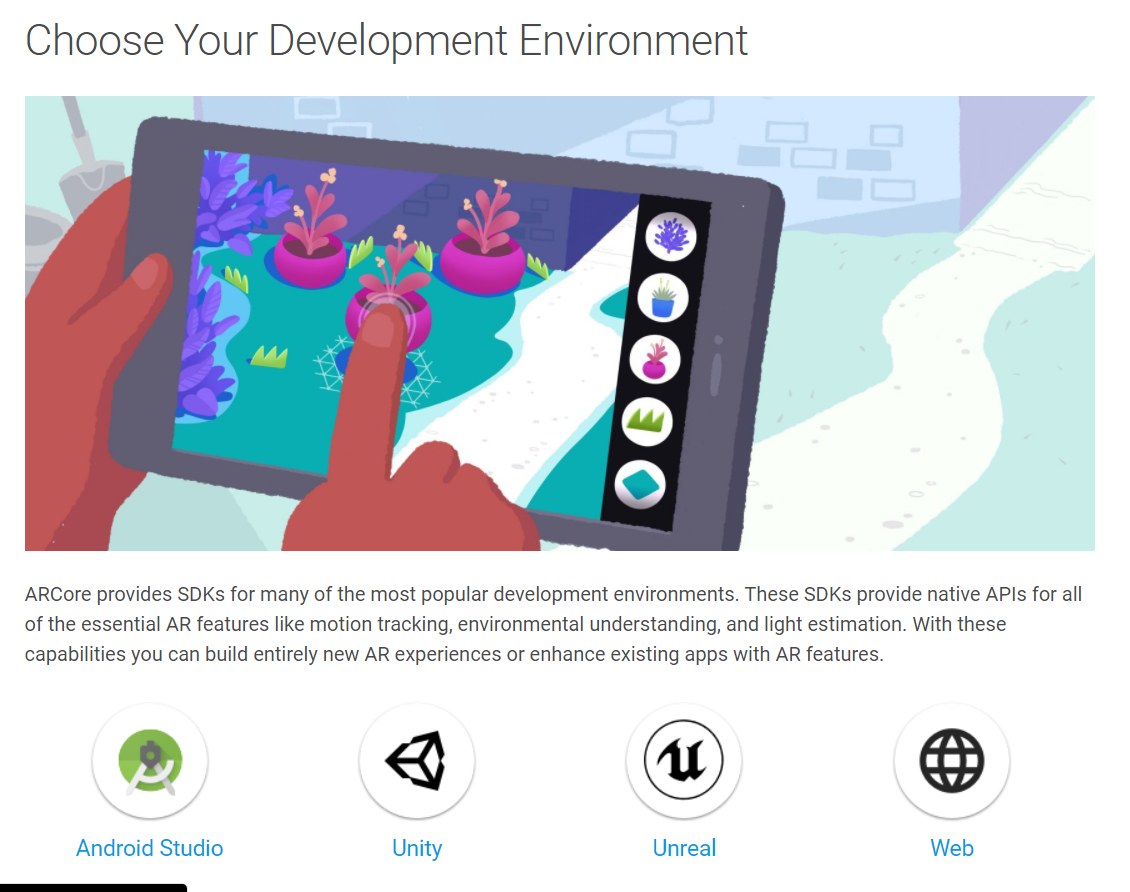 Choose Your Development Environment
ARCore provides SDKs for many of the most popular development environments. These SDKs provide native APIs for all
of the essential AR features like motion tracking, environmental understanding, and light estimation. With these
capabilities you can build entirely new AR experiences or enhance existing apps with AR features.
Android Studio
Unity
Unreal
Web